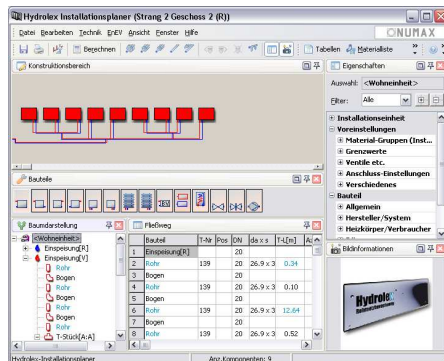 Hydrolex Installationsplaner (Strang 2 Geschoss 2 (R))
Datei Bearbeiten Technik EnEV Ansicht Fenster Hilfe
NUMAX
Berechnen
Tabellen
Materialliste
Konstruktionsbereich
Eigenschaften
Auswahl: <Wohneinheit>
Filter: Alle
Installationseinheit
Voreinstellungen
Material-Gruppen (Inst...
Grenzwerte
Ventile etc.
Anschluss-Einstellungen
Verschiedenes
Bauteil
Allgemein
Hersteller/System
Heizkörper/Verbraucher
Bauteile
Baumdarstellung
<Wohneinheit>
Einspeisung[R]
Einspeisung[V]
Rohr
Bogen
Rohr
Bogen
Rohr
Bogen
Rohr
T-Stück[A:A]
Fließweg
Bauteil T-Nr Pos DN da x s T-L[m]
1 Einspeisung[R] 20
2 Rohr 139 20 26.9 x 3 0.34
3 Bogen 20
4 Rohr 139 20 26.9 x 3 0.10
5 Bogen 20
6 Rohr 139 20 26.9 x 3 12.64
7 Bogen 20
8 Rohr 139 20 26.9 x 3 0.52
Bildinformationen
Hydrolex
Hydrolex-Installationsplaner
Anz.Komponenten: 9